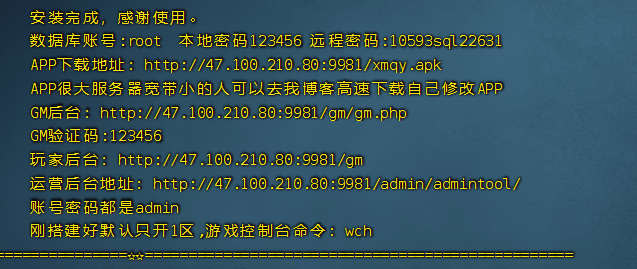 安装完成，感谢使用。
数据库账号:root 本地密码123456 远程密码:10593sql22631
APP下载地址: http://47.100.210.80:9981/xmqy.apk
APP很大服务器宽带小的人可以去我博客高速下载自己修改APP
GM后台: http://47.100.210.80:9981/gm/gm.php
GM验证码:123456
玩家后台: http://47.100.210.80:9981/gm
运营后台地址: http://47.100.210.80:9981/admin/admintool/
账号密码都是admin
刚搭建好默认只开1区,游戏控制台命令: wch
===============☆☆==================================================